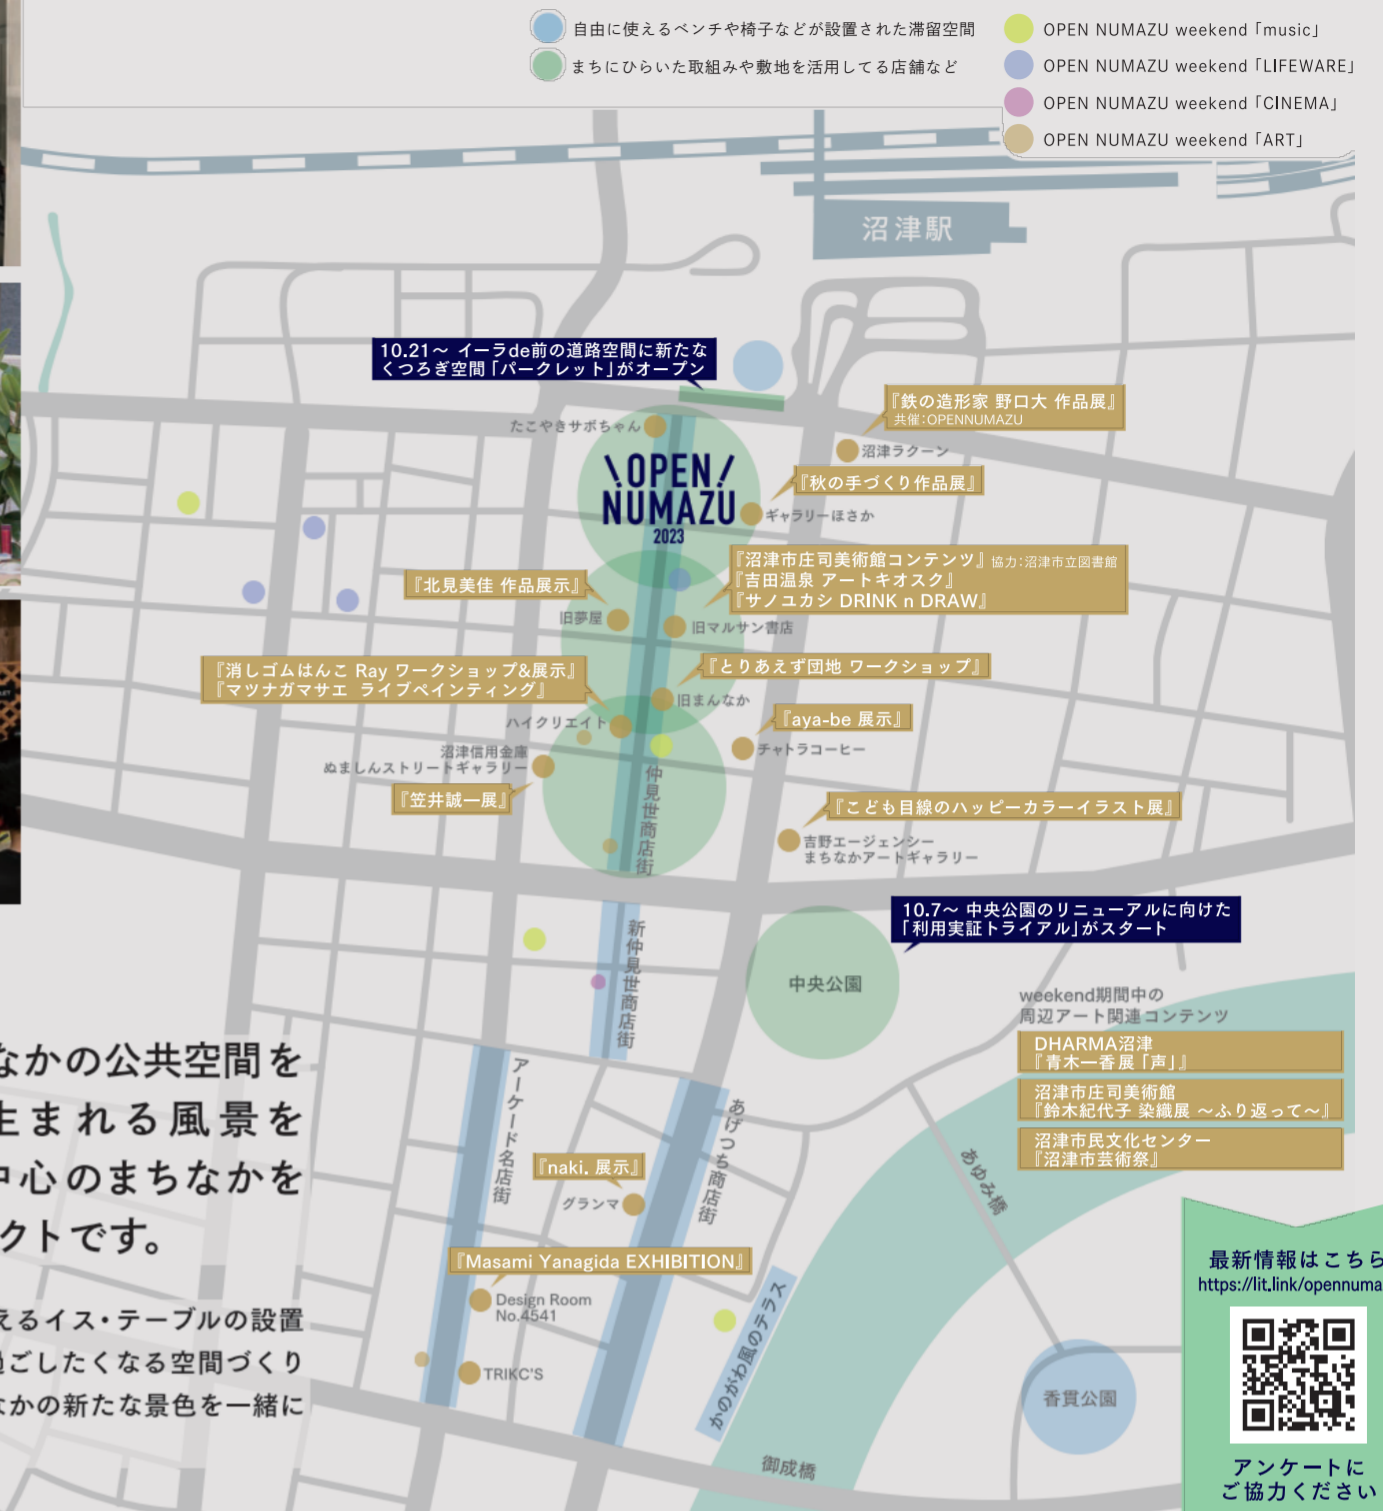 自由に使えるベンチや椅子などが設置された滞留空間
まちにひらいた取組みや敷地を活用してる店舗など
OPEN NUMAZU weekend「music」
OPEN NUMAZU weekend「LIFEWARE」
OPEN NUMAZU weekend「CINEMA」
OPEN NUMAZU weekend「ART」
沼津駅
10.21～ イーラde前の道路空間に新たな
くつろぎ空間「パークレット」がオープン
『鉄の造形家 野口大 作品展』
共催：OPENNUMAZU
たこやきサボちゃん
沼津ラクーン
\OPEN/
NUMAZU
2023
『秋の手づくり作品展』
ギャラリーほさか
『沼津市庄司美術館コンテンツ』 協力：沼津市立図書館
『吉田温泉 アートキオスク』
『サノユカシ DRINK n DRAW』
『北見美佳 作品展示』
旧夢屋
旧マルサン書店
『消しゴムはんこ Ray ワークショップ&展示』
『マツナガマサエ ライブペインティング』
『とりあえず団地 ワークショップ』
旧まんなか
ハイクリエイト
『aya-be 展示』
チャトラコーヒー
沼津信用金庫
ぬましんストリートギャラリー
『笠井誠一展』
仲見世商店街
『こども目線のハッピーカラーイラスト展』
吉野エージェンシー
まちなかアートギャラリー
10.7～ 中央公園のリニューアルに向けた
「利用実証トライアル」がスタート
新仲見世商店街
中央公園
weekend期間中の
周辺アート関連コンテンツ
DHARMA沼津
『青木一香展「声」』
沼津市庄司美術館
『鈴木紀代子 染織展 ～ふり返って～』
沼津市民文化センター
『沼津市芸術祭』
なかの公共空間を
生まれる風景を
中心のまちなかを
クトです。
アーケード名店街
あげつち商店街
あゆみ橋
『naki. 展示』
グランマ
『Masami Yanagida EXHIBITION』
Design Room
No.4541
TRIKC'S
かのがわ風のテラス
香貫公園
御成橋
えるイス・テーブルの設置
過ごしたくなる空間づくり
なかの新たな景色を一緒に
最新情報はこちら
https://lit.link/opennuma
アンケートに
ご協力ください